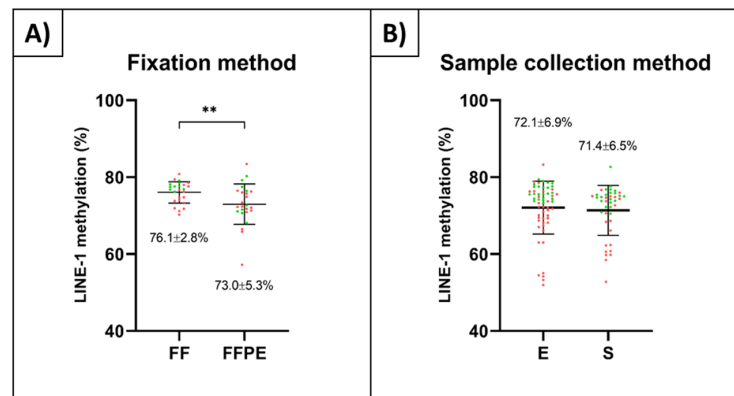 A)
Fixation method
LINE-1 methylation (%)
100
80
60
40
**
76.1±2.8%
73.0±5.3%
FF
FFPE
B)
Sample collection method
LINE-1 methylation (%)
100
80
60
40
72.1±6.9%
71.4±6.5%
E
S